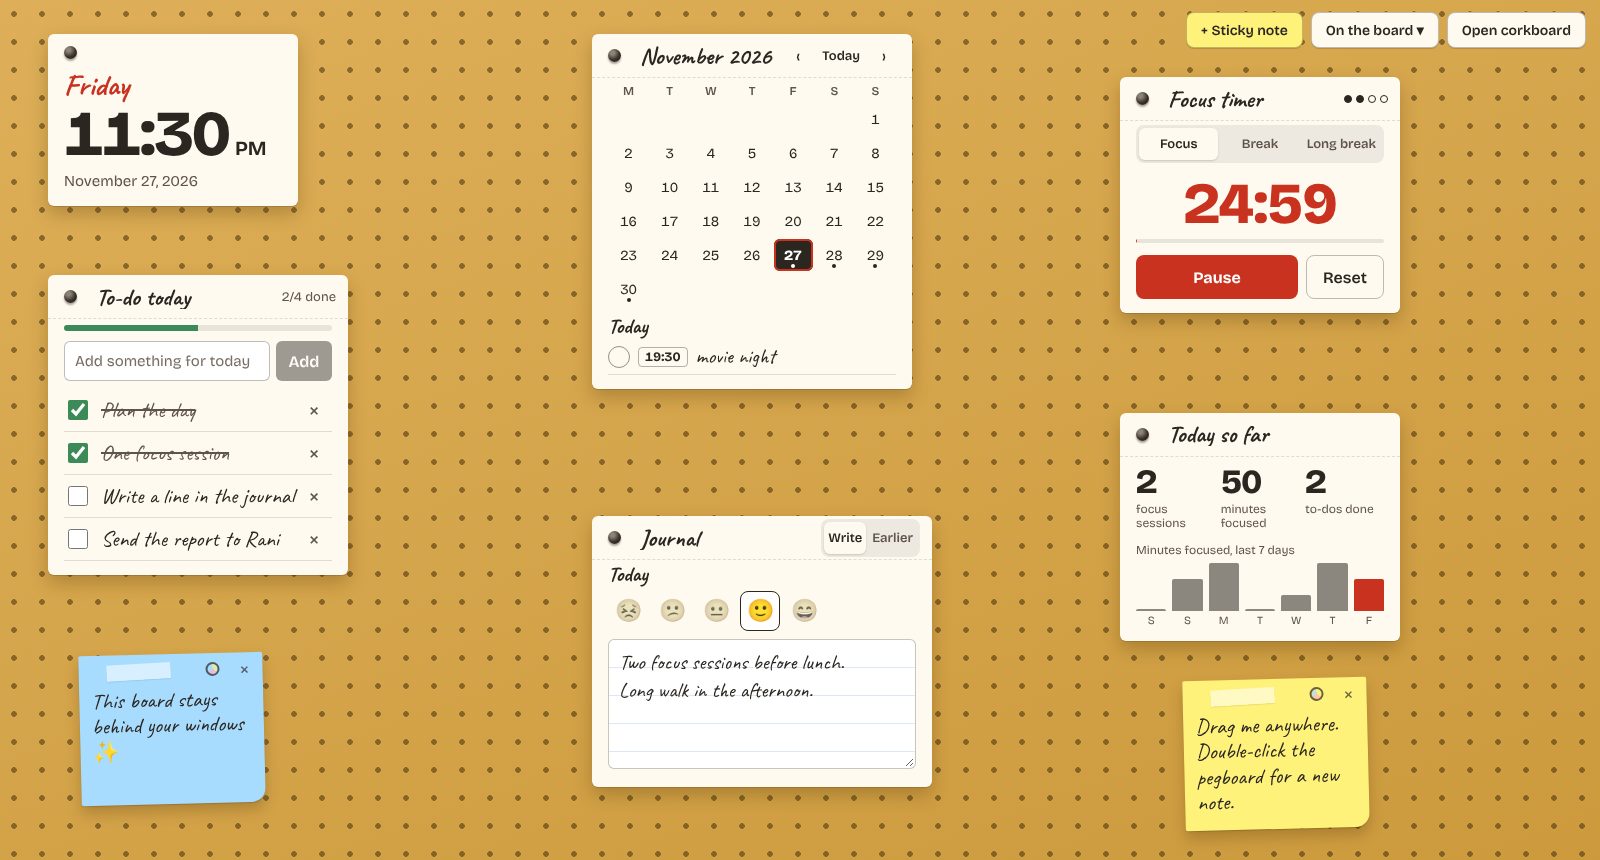 + Sticky note
On the board ▾
Open corkboard
Friday
11:30 PM
November 27, 2026
To-do today
2/4 done
Add something for today
Add
Plan the day ×
One focus session ×
Write a line in the journal ×
Send the report to Rani ×
This board stays
behind your windows
✨
November 2026
‹ Today ›
M T W T F S S
1
2 3 4 5 6 7 8
9 10 11 12 13 14 15
16 17 18 19 20 21 22
23 24 25 26 27 28 29
30
Today
19:30 movie night
Journal
Write Earlier
Today
Two focus sessions before lunch.
Long walk in the afternoon.
Focus timer
Focus Break Long break
24:59
Pause Reset
Today so far
2 50 2
focus sessions
minutes focused
to-dos done
Minutes focused, last 7 days
S S M T W T F
Drag me anywhere.
Double-click the
pegboard for a new
note.